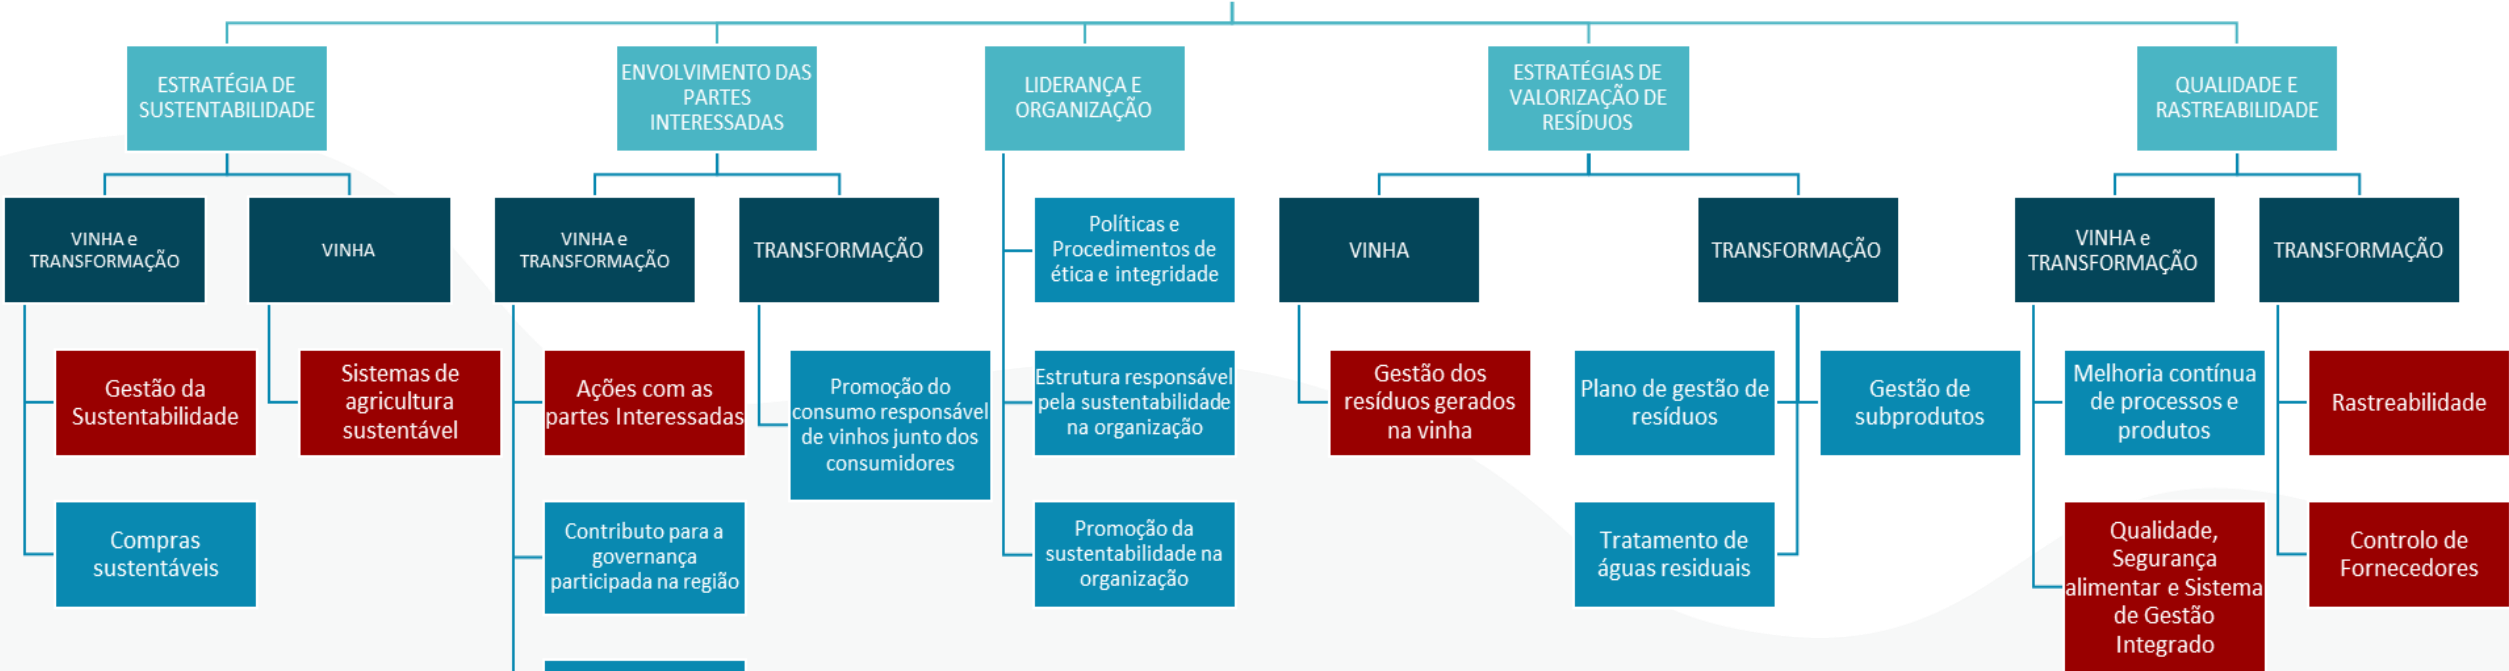 ESTRATÉGIA DE
SUSTENTABILIDADE
ENVOLVIMENTO DAS
PARTES
INTERESSADAS
LIDERANÇA E
ORGANIZAÇÃO
ESTRATÉGIAS DE
VALORIZAÇÃO DE
RESÍDUOS
QUALIDADE E
RASTREABILIDADE
VINHA e
TRANSFORMAÇÃO
VINHA
VINHA e
TRANSFORMAÇÃO
TRANSFORMAÇÃO
Políticas e
Procedimentos de
ética e integridade
VINHA
TRANSFORMAÇÃO
VINHA e
TRANSFORMAÇÃO
TRANSFORMAÇÃO
Gestão da
Sustentabilidade
Sistemas de
agricultura
sustentável
Ações com as
partes Interessadas
Promoção do
consumo responsável
de vinhos junto dos
consumidores
Estrutura responsável
pela sustentabilidade
na organização
Gestão dos
resíduos gerados
na vinha
Plano de gestão de
resíduos
Gestão de
subprodutos
Melhoria contínua
de processos e
produtos
Rastreabilidade
Compras
sustentáveis
Contributo para a
governança
participada na região
Promoção da
sustentabilidade na
organização
Tratamento de
águas residuais
Qualidade,
Segurança
alimentar e Sistema
de Gestão
Integrado
Controlo de
Fornecedores